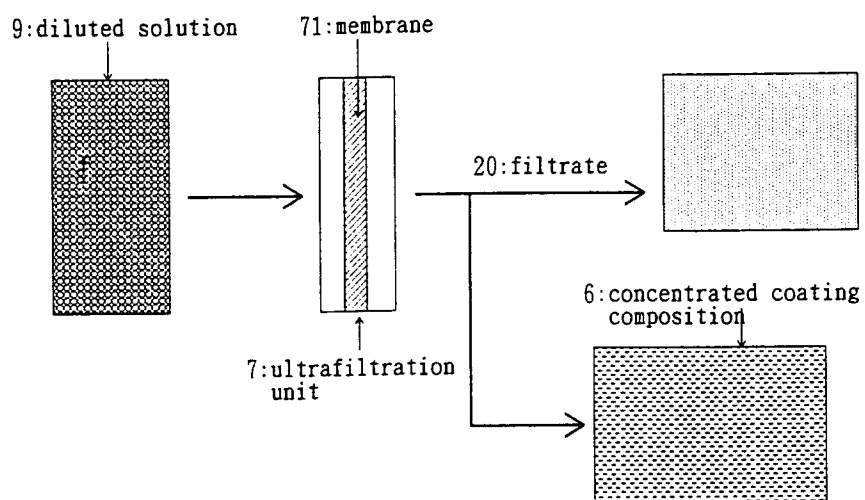 9:diluted solution
71:membrane
20:filtrate
6:concentrated coating
composition
7:ultrafiltration
unit